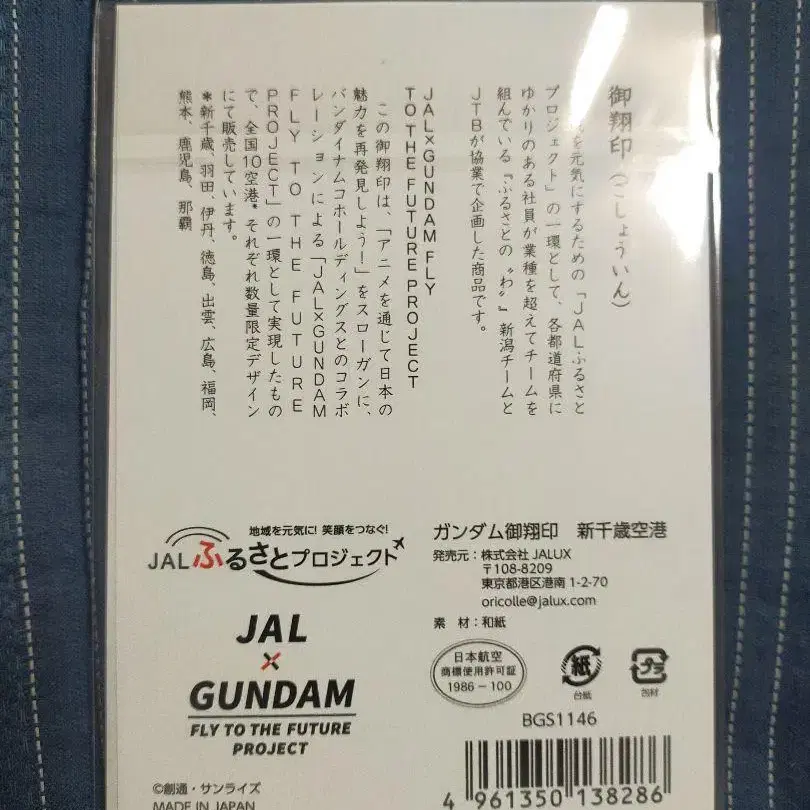 御翔印(ごしょういん)
を元気にするための「JALふるさと
プロジェクト」の一環として、各都道府県に
ゆかりのある社員が業種を超えてチームを
組んでいる『ふるさとの〝わ〟』新潟チームと
JTBが協業で企画した商品です。
JAL×GUNDAM FLY
TO THE FUTURE PROJECT
この御翔印は、「アニメを通じて日本の
魅力を再発見しよう!」をスローガンに、
バンダイナムコホールディングスとのコラボ
レーションによる「JAL×GUNDAM
FLY TO THE FUTURE
PROJECT」の一環として実現したもの
で、全国10空港*それぞれ数量限定デザイン
にて販売しています。
*新千歳、羽田、伊丹、徳島、出雲、広島、福岡、
熊本、鹿児島、那覇
地域を元気に! 笑顔をつなぐ!
JALふるさとプロジェクト
JAL
×
GUNDAM
FLY TO THE FUTURE
PROJECT
©創通・サンライズ
MADE IN JAPAN
ガンダム御翔印 新千歳空港
発売元:株式会社 JALUX
〒108-8209
東京都港区港南 1-2-70
oricolle@jalux.com
素 材:和紙
日本航空
商標使用許可証
1986-100
紙
台紙
プラ
包材
BGS1146
4 961350 138286